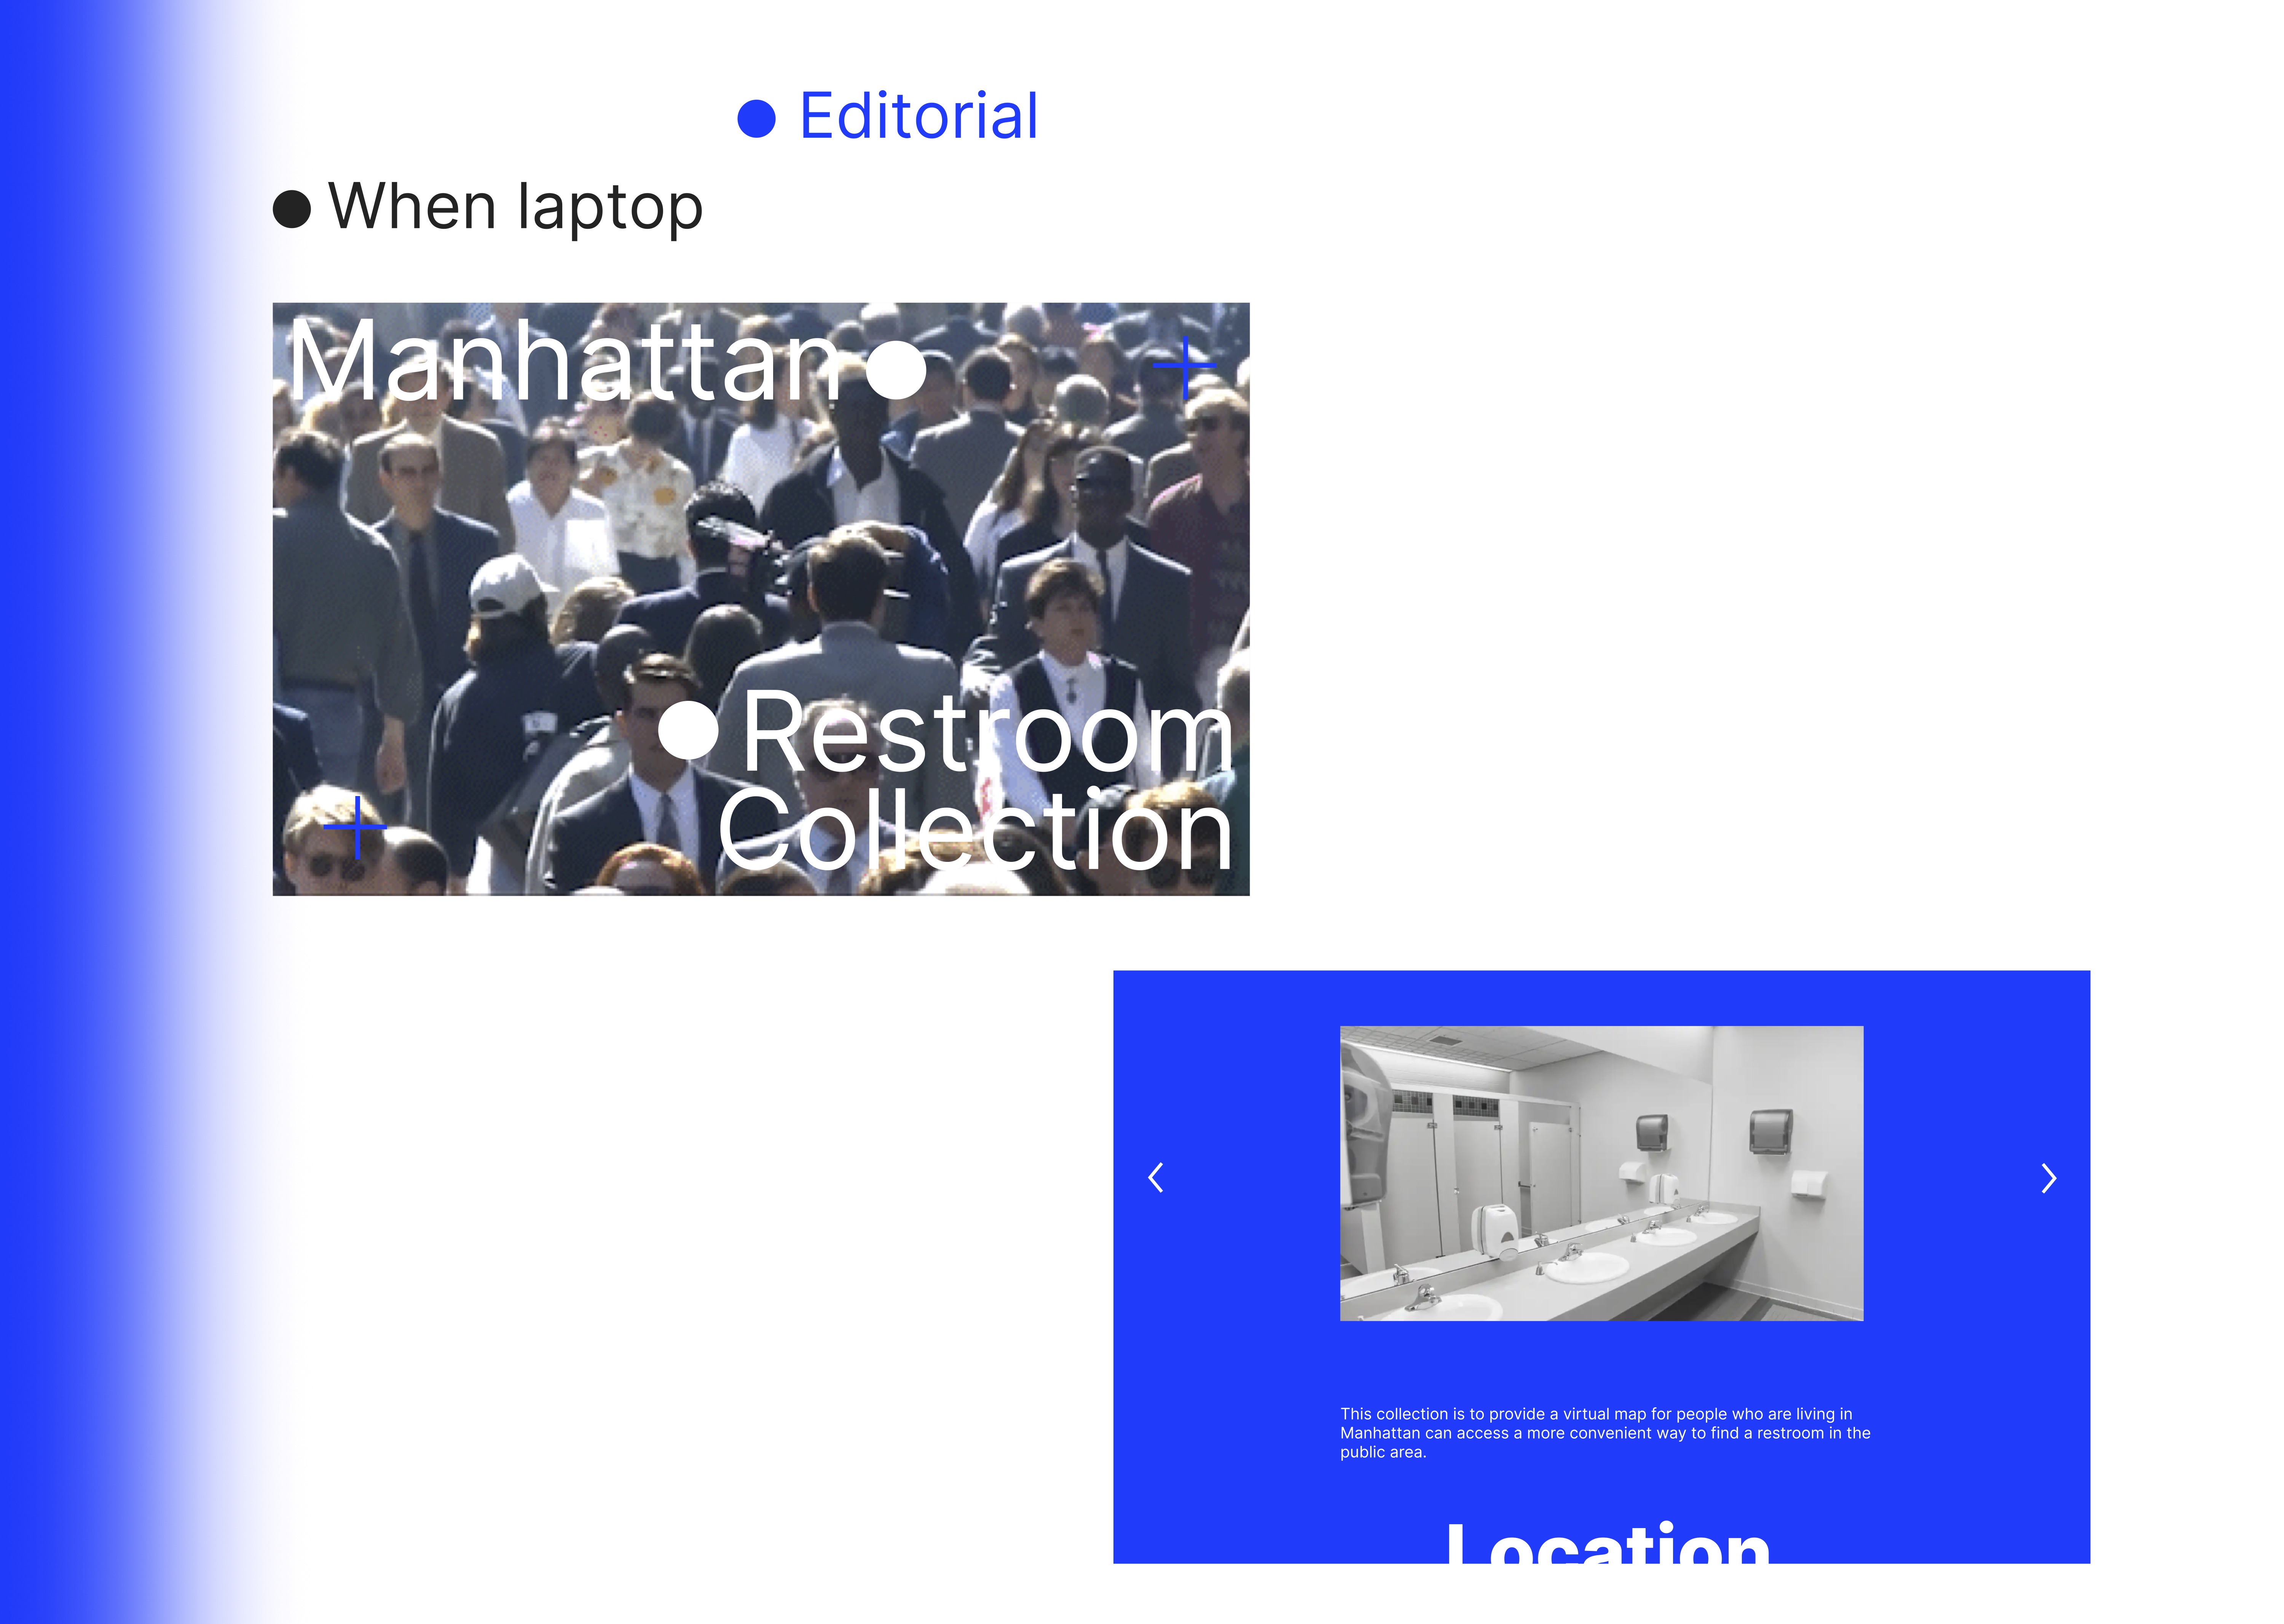 Editorial
When laptop
Manhattan
Restroom
Collection
This collection is to provide a virtual map for people who are living in
Manhattan can access a more convenient way to find a restroom in the
public area.
Location